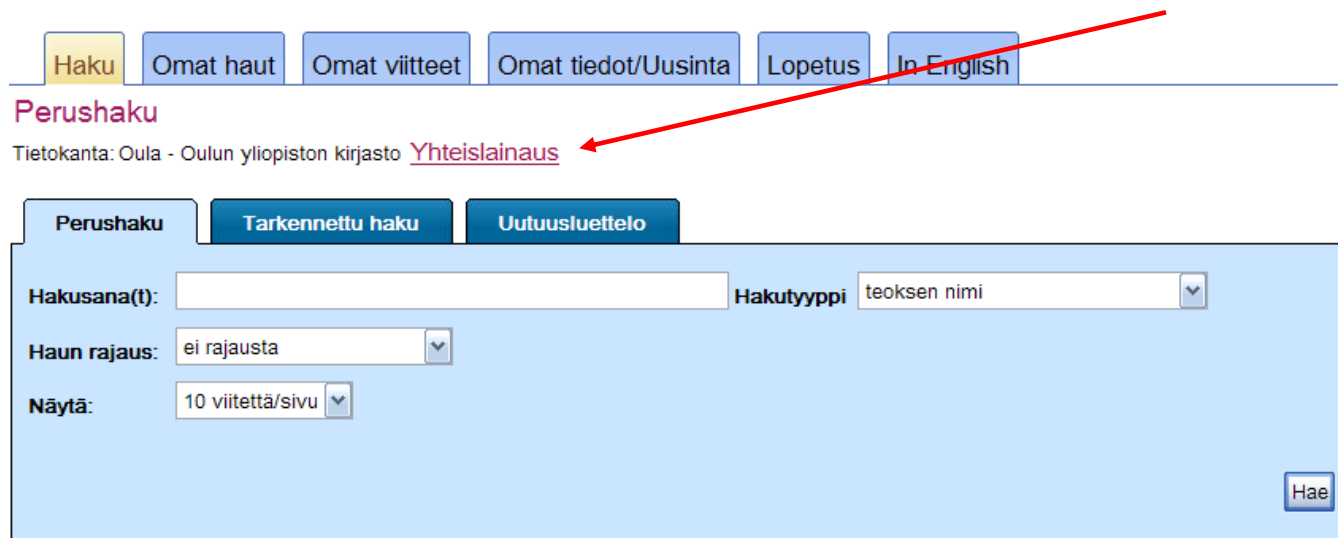 Haku Omat haut Omat viitteet Omat tiedot/Uusinta Lopetus In English
Perushaku
Tietokanta: Oula - Oulun yliopiston kirjasto Yhteislainaus
Perushaku Tarkennettu haku Uutuusluettelo
Hakusana(t): Hakutyyppi teoksen nimi
Haun rajaus: ei rajausta
Näytä: 10 viitettä/sivu
Hae